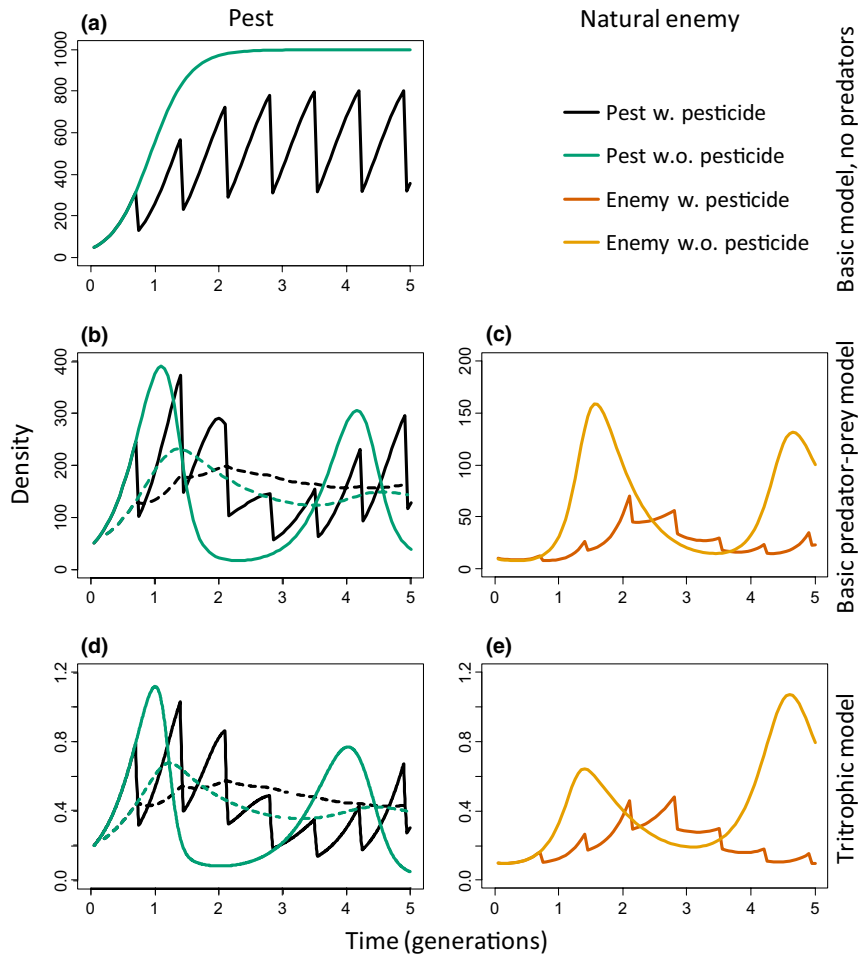 Pest
Natural enemy
(a)
1000
800
600
400
200
0
0 1 2 3 4 5
Pest w. pesticide
Pest w.o. pesticide
Enemy w. pesticide
Enemy w.o. pesticide
Basic model, no predators
(b)
400
300
200
100
0
0 1 2 3 4 5
(c)
200
150
100
50
0
0 1 2 3 4 5
Basic predator-prey model
Density
(d)
1.2
0.8
0.4
0.0
0 1 2 3 4 5
(e)
1.2
0.8
0.4
0.0
0 1 2 3 4 5
Tritrophic model
Time (generations)